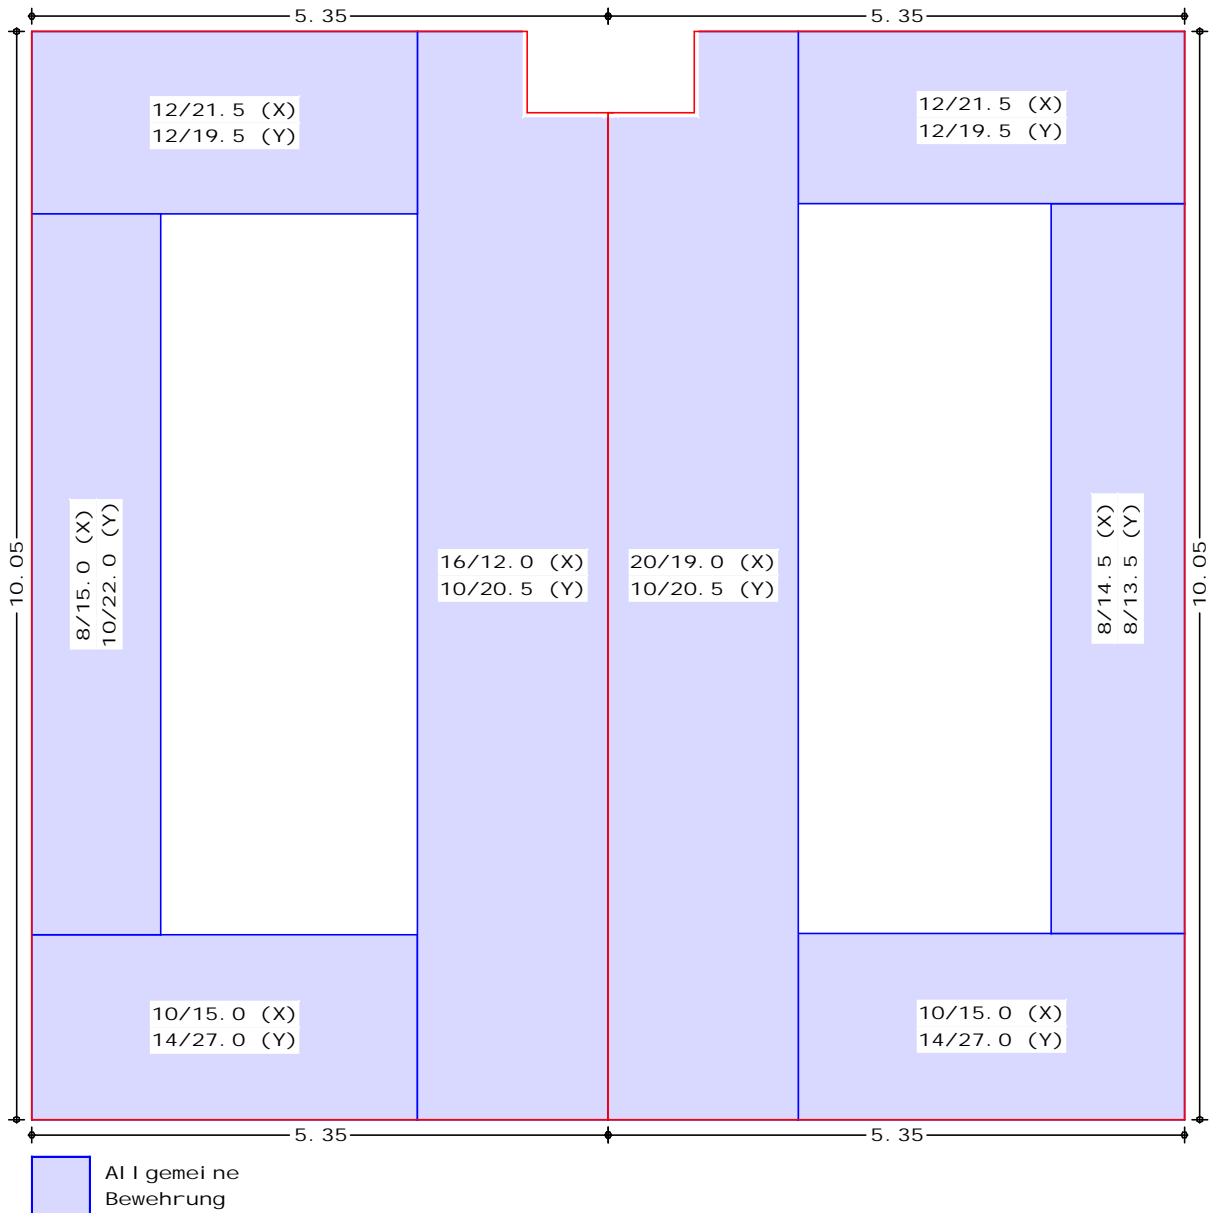 5.35
5.35
12/21.5 (X)
12/19.5 (Y)
12/21.5 (X)
12/19.5 (Y)
10.05
8/15.0 (X)
10/22.0 (Y)
16/12.0 (X)
10/20.5 (Y)
20/19.0 (X)
10/20.5 (Y)
8/14.5 (X)
8/13.5 (Y)
10.05
10/15.0 (X)
14/27.0 (Y)
10/15.0 (X)
14/27.0 (Y)
5.35
5.35
Allgemeine
Bewehrung